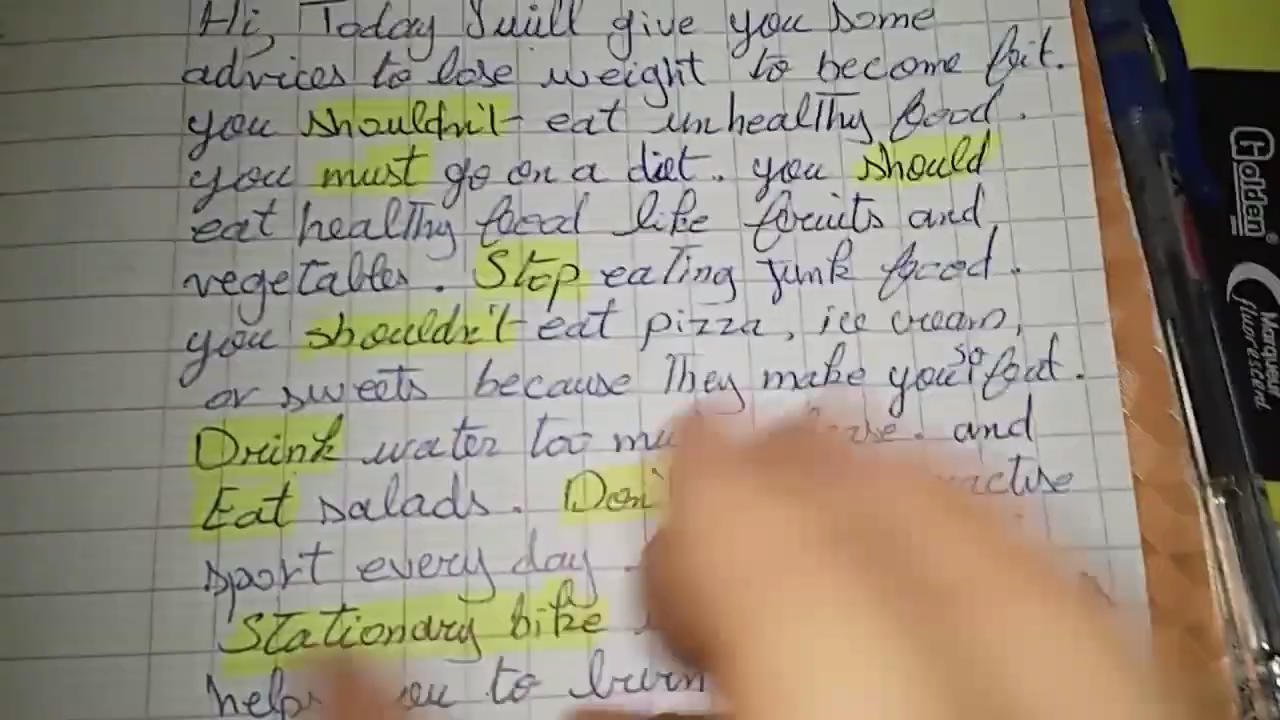 Hi, Today I will give you some
advices to lose weight to become fit.
you shouldn't eat unhealthy food.
you must go on a diet. you should
eat healthy food like fruits and
vegetables. Stop eating junk food.
you shouldn't eat pizza, ice cream,
or sweets because they make you so fat.
Drink water too and
Eat salads.
sport every day
Stationary bike
to burn
Golden
Marqueur
fluorescent